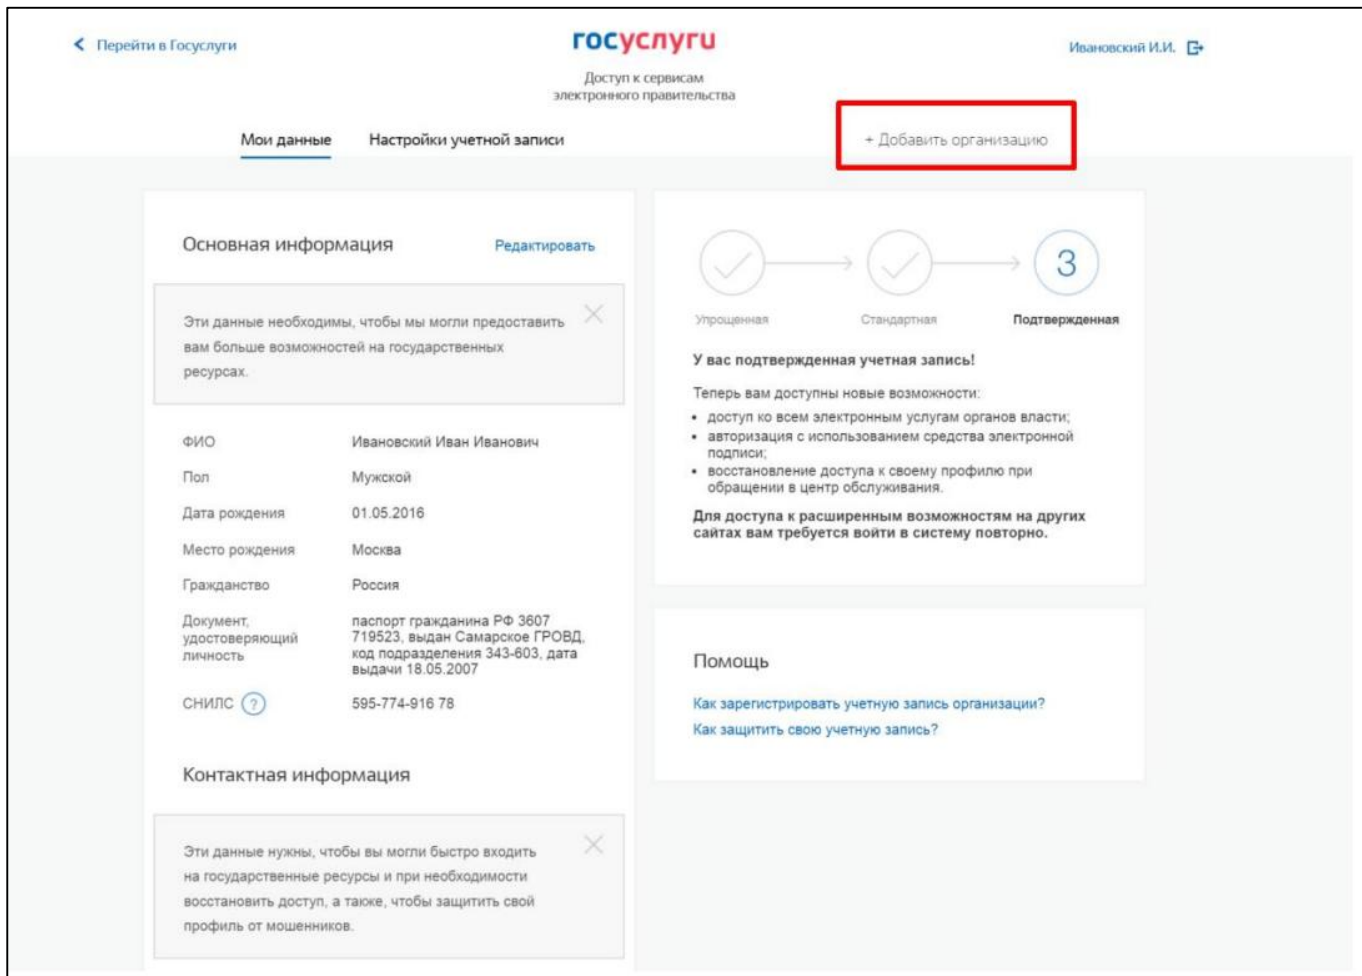 Перейти в Госуслуги
госуслуги
Ивановский И.И.
Доступ к сервисам
электронного правительства
Мои данные
Настройки учетной записи
+ Добавить организацию
Основная информация
Редактировать
Эти данные необходимы, чтобы мы могли предоставить
вам больше возможностей на государственных
ресурсах.
ФИО
Ивановский Иван Иванович
Пол
Мужской
Дата рождения
01.05.2016
Место рождения
Москва
Гражданство
Россия
Документ,
удостоверяющий
личность
паспорт гражданина РФ 3607
719523, выдан Самарское ГРОВД,
код подразделения 343-603, дата
выдачи 18.05.2007
СНИЛС ?
595-774-916 78
Контактная информация
Эти данные нужны, чтобы вы могли быстро входить
на государственные ресурсы и при необходимости
восстановить доступ, а также, чтобы защитить свой
профиль от мошенников.
3
Упрощенная
Стандартная
Подтвержденная
У вас подтвержденная учетная запись!
Теперь вам доступны новые возможности:
• доступ ко всем электронным услугам органов власти;
• авторизация с использованием средства электронной
подписи;
• восстановление доступа к своему профилю при
обращении в центр обслуживания.
Для доступа к расширенным возможностям на других
сайтах вам требуется войти в систему повторно.
Помощь
Как зарегистрировать учетную запись организации?
Как защитить свою учетную запись?